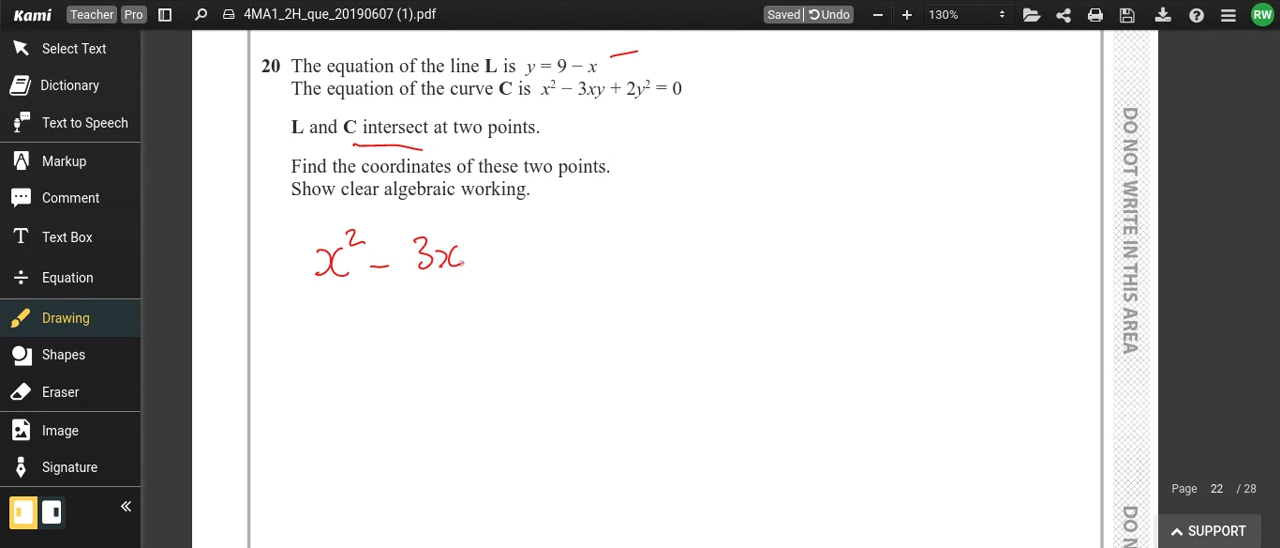 Kami Teacher Pro 4MA1_2H_que_20190607 (1).pdf Saved Undo − + 130% RW
Select Text
Dictionary
Text to Speech
Markup
Comment
Text Box
Equation
Drawing
Shapes
Eraser
Image
Signature
20 The equation of the line L is y = 9 − x
The equation of the curve C is x² − 3xy + 2y² = 0
L and C intersect at two points.
Find the coordinates of these two points.
Show clear algebraic working.
x² − 3x
DO NOT WRITE IN THIS AREA
DO N
Page 22 / 28
SUPPORT